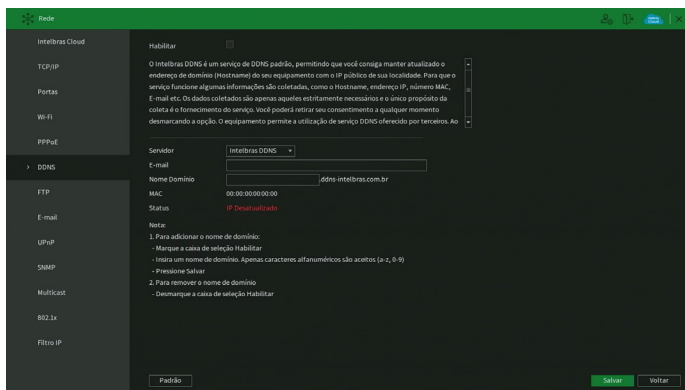 Rede
Intelbras Cloud
TCP/IP
Portas
Wi-Fi
PPPoE
> DDNS
FTP
E-mail
UPnP
SNMP
Multicast
802.1x
Filtro IP
Habilitar
O Intelbras DDNS é um serviço de DDNS padrão, permitindo que você consiga manter atualizado o
endereço de domínio (Hostname) do seu equipamento com o IP público de sua localidade. Para que o
serviço funcione algumas informações são coletadas, como o Hostname, endereço IP, número MAC,
E-mail etc. Os dados coletados são apenas aqueles estritamente necessários e o único propósito da
coleta é o fornecimento do serviço. Você poderá retirar seu consentimento a qualquer momento
desmarcando a opção. O equipamento permite a utilização de serviço DDNS oferecido por terceiros. Ao
Servidor Intelbras DDNS
E-mail
Nome Domínio .ddns-intelbras.com.br
MAC 00:00:00:00:00:00
Status IP Desatualizado
Nota:
1. Para adicionar o nome de domínio:
- Marque a caixa de seleção Habilitar
- Insira um nome de domínio. Apenas caracteres alfanuméricos são aceitos (a-z, 0-9)
- Pressione Salvar
2. Para remover o nome de domínio
- Desmarque a caixa de seleção Habilitar
Padrão Salvar Voltar